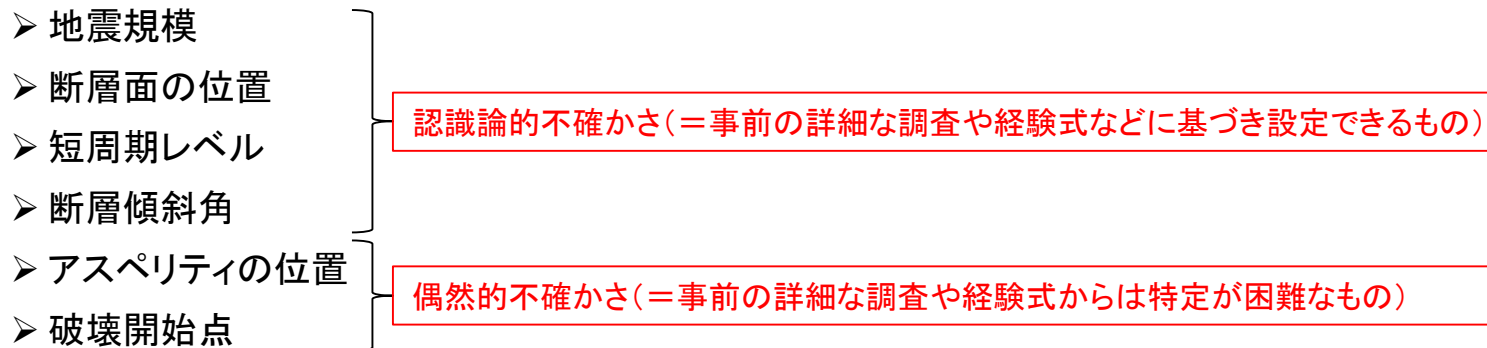 ➢ 地震規模
➢ 断層面の位置
認識論的不確かさ(＝事前の詳細な調査や経験式などに基づき設定できるもの)
➢ 短周期レベル
➢ 断層傾斜角
➢ アスペリティの位置
偶然的不確かさ(＝事前の詳細な調査や経験式からは特定が困難なもの)
➢ 破壊開始点